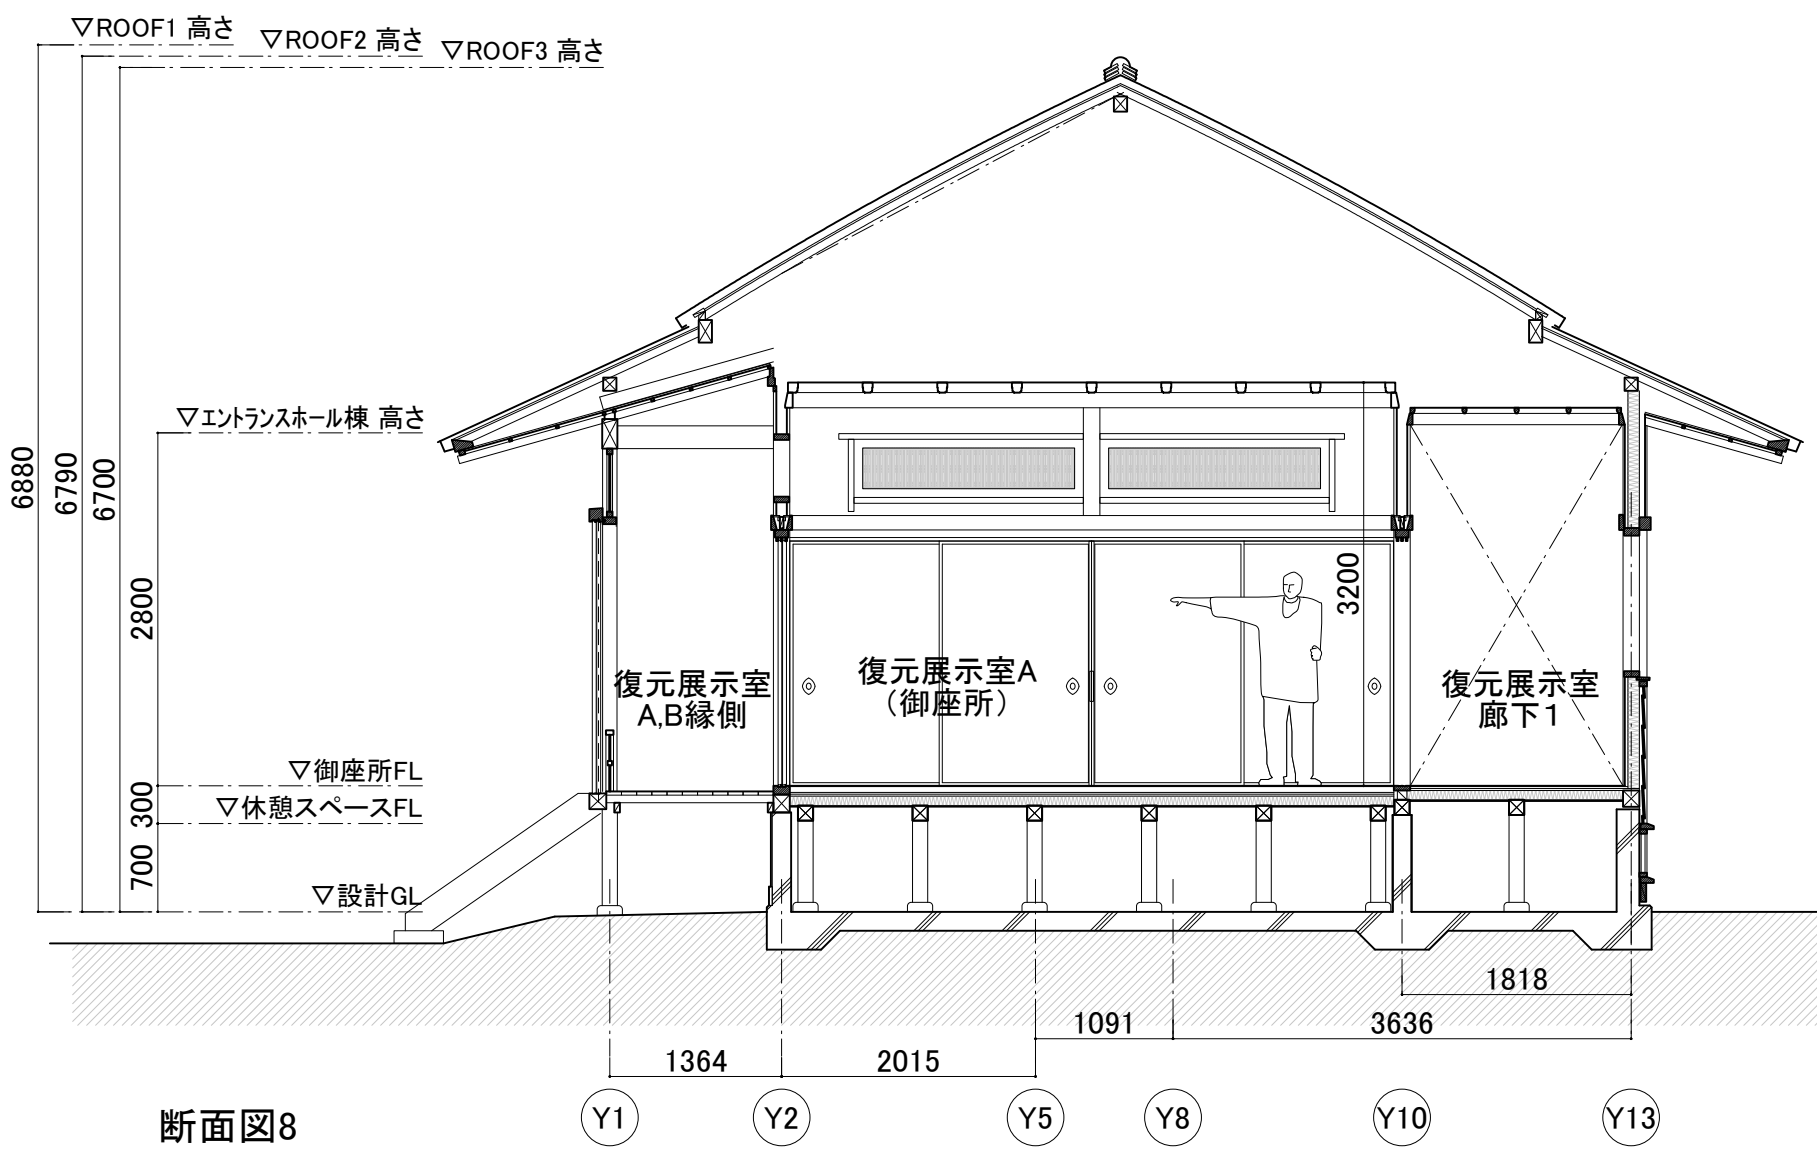 ▽ROOF1 高さ
▽ROOF2 高さ
▽ROOF3 高さ
▽エントランスホール棟 高さ
6880
6790
6700
2800
3200
復元展示室
A,B縁側
復元展示室A
（御座所）
復元展示室
廊下1
▽御座所FL
300
▽休憩スペースFL
700
▽設計GL
1818
1091
3636
1364
2015
Y1
Y2
Y5
Y8
Y10
Y13
断面図8